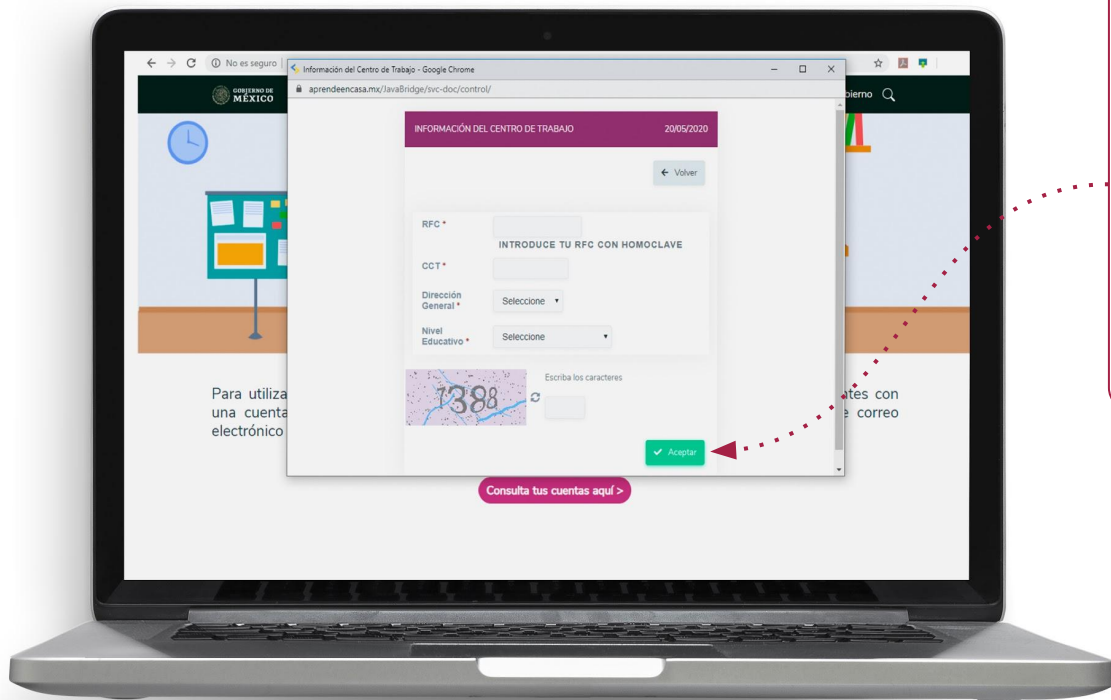 No es seguro
Información del Centro de Trabajo - Google Chrome
aprendeencasa.mx/JavaBridge/svc-doc/control/
GOBIERNO DE
MÉXICO
bierno
INFORMACIÓN DEL CENTRO DE TRABAJO 20/05/2020
← Volver
RFC *
INTRODUCE TU RFC CON HOMOCLAVE
CCT *
Dirección
General *
Seleccione
Nivel
Educativo *
Seleccione
7388
Escriba los caracteres
Aceptar
Para utiliza
tes con
una cuenta
e correo
electrónico
Consulta tus cuentas aquí >